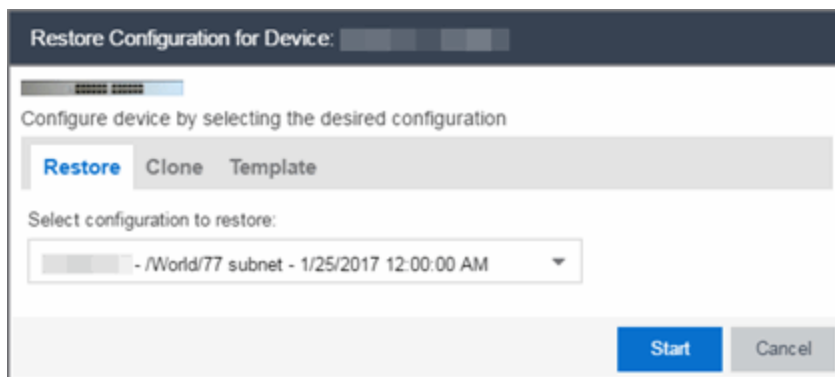 Restore Configuration for Device:
Configure device by selecting the desired configuration
Restore Clone Template
Select configuration to restore:
- /World/77 subnet - 1/25/2017 12:00:00 AM
Start Cancel